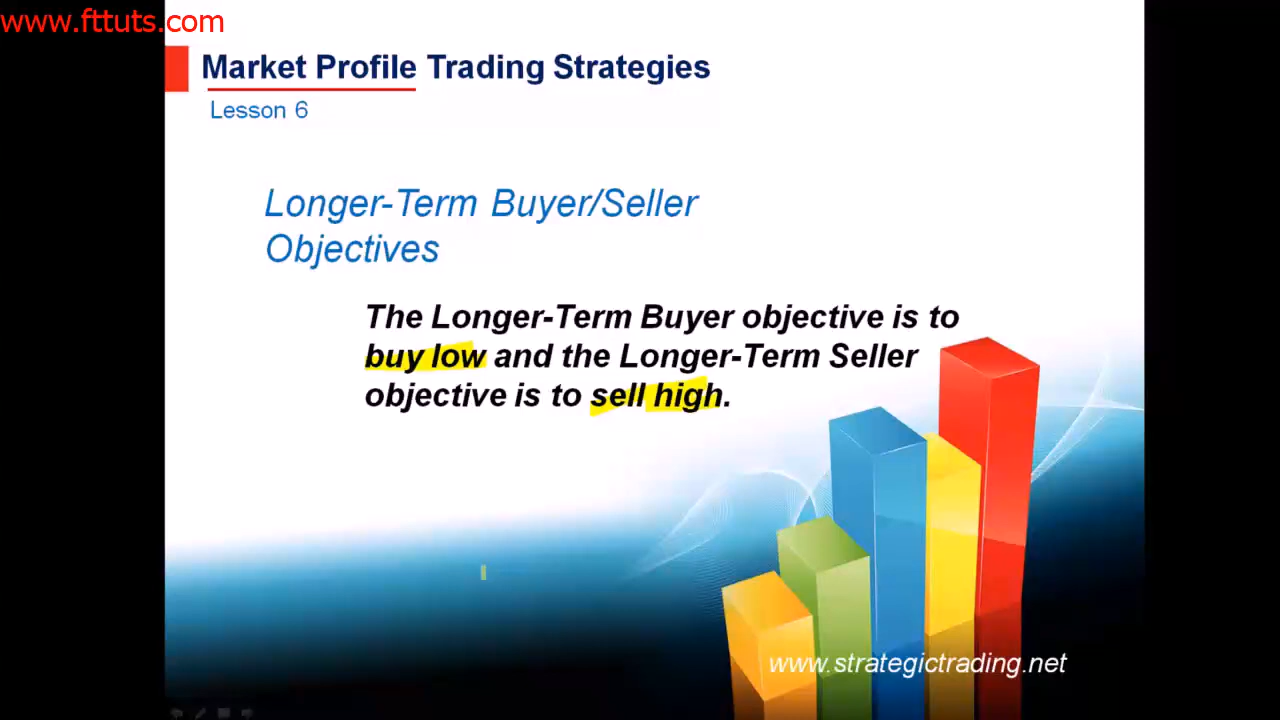 www.fttuts.com
Market Profile Trading Strategies
Lesson 6
Longer-Term Buyer/Seller
Objectives
The Longer-Term Buyer objective is to
buy low and the Longer-Term Seller
objective is to sell high.
www.strategictrading.net